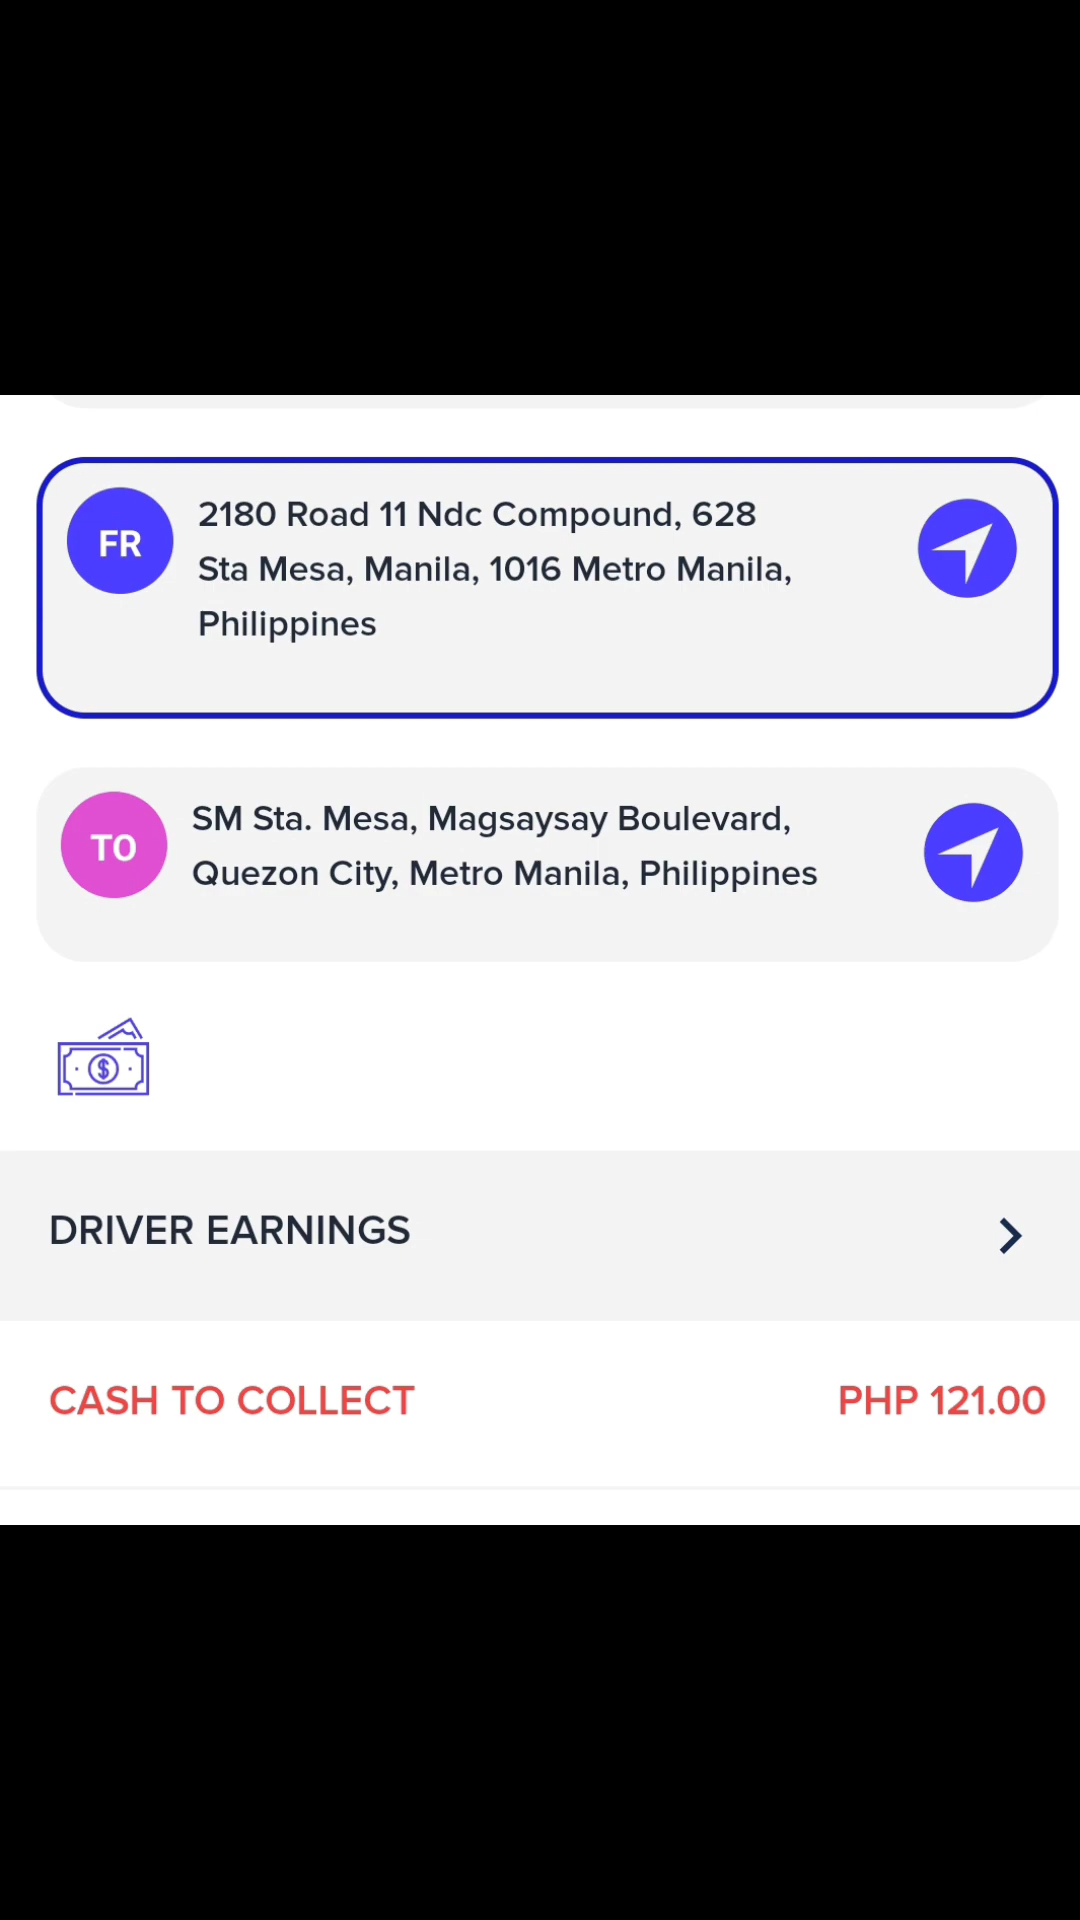 FR
2180 Road 11 Ndc Compound, 628
Sta Mesa, Manila, 1016 Metro Manila,
Philippines
TO
SM Sta. Mesa, Magsaysay Boulevard,
Quezon City, Metro Manila, Philippines
$
DRIVER EARNINGS
CASH TO COLLECT PHP 121.00